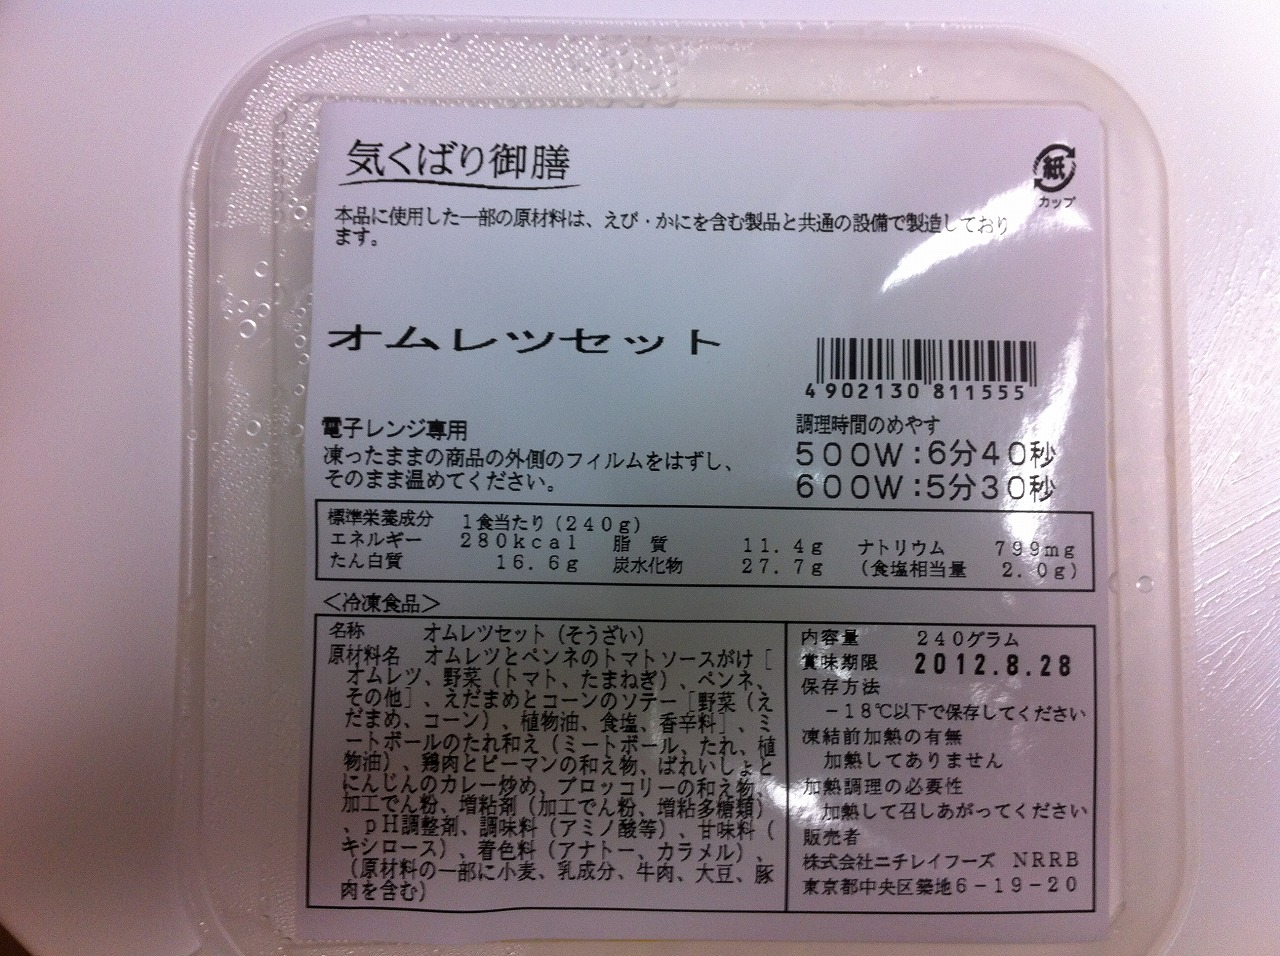 気くばり御膳
紙
カップ
本品に使用した一部の原材料は、えび・かにを含む製品と共通の設備で製造しており
ます。
オムレツセット
4 902130 811555
電子レンジ専用
凍ったままの商品の外側のフィルムをはずし、
そのまま温めてください。
調理時間のめやす
500W:6分40秒
600W:5分30秒
標準栄養成分 1食当たり(240g)
エネルギー 280kcal 脂質 11.4g ナトリウム 799mg
たん白質 16.6g 炭水化物 27.7g (食塩相当量 2.0g)
<冷凍食品>
名称 オムレツセット(そうざい)
原材料名 オムレツとペンネのトマトソースがけ[
オムレツ、野菜(トマト、たまねぎ)、ペンネ、
その他]、えだまめとコーンのソテー[野菜(え
だまめ、コーン)、植物油、食塩、香辛料]、ミ
ートボールのたれ和え(ミートボール、たれ、植
物油)、鶏肉とピーマンの和え物、ばれいしょと
にんじんのカレー炒め、ブロッコリーの和え物、
加工でん粉、増粘剤(加工でん粉、増粘多糖類)
、pH調整剤、調味料(アミノ酸等)、甘味料(
キシロース)、着色料(アナトー、カラメル)、
(原材料の一部に小麦、乳成分、牛肉、大豆、豚
肉を含む)
内容量 240グラム
賞味期限 2012.8.28
保存方法
-18℃以下で保存してください
凍結前加熱の有無
加熱してありません
加熱調理の必要性
加熱して召しあがってください
販売者
株式会社ニチレイフーズ NRRB
東京都中央区築地6-19-20